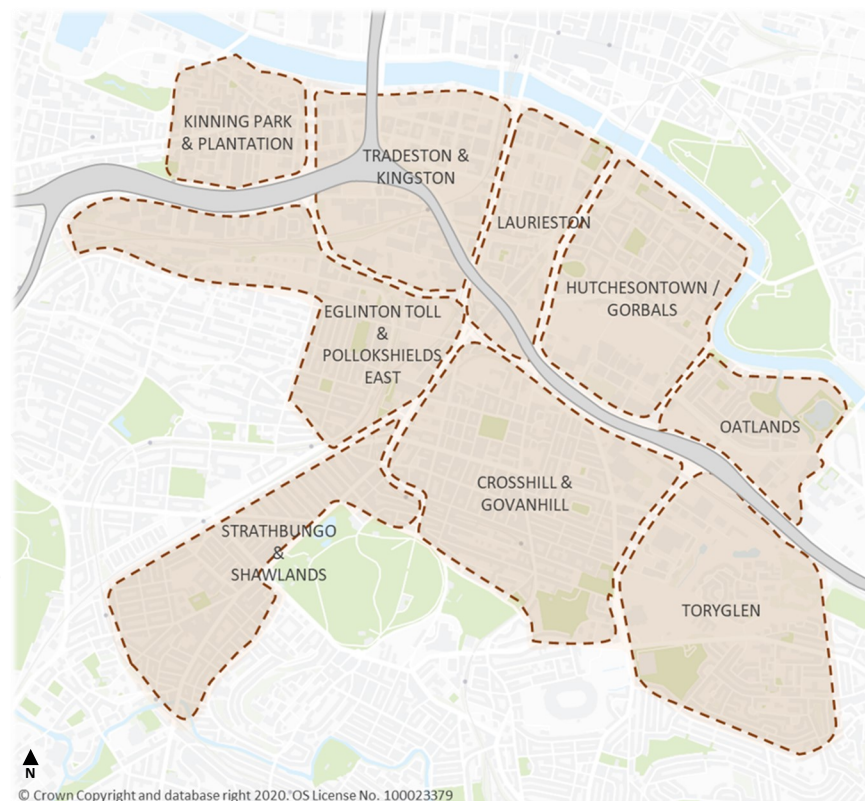 KINNING PARK
& PLANTATION
TRADESTON &
KINGSTON
LAURIESTON
HUTCHESONTOWN /
GORBALS
EGLINTON TOLL
&
POLLOKSHIELDS
EAST
OATLANDS
CROSSHILL &
GOVANHILL
STRATHBUNGO
&
SHAWLANDS
TORYGLEN
N
© Crown Copyright and database right 2020. OS License No. 100023379